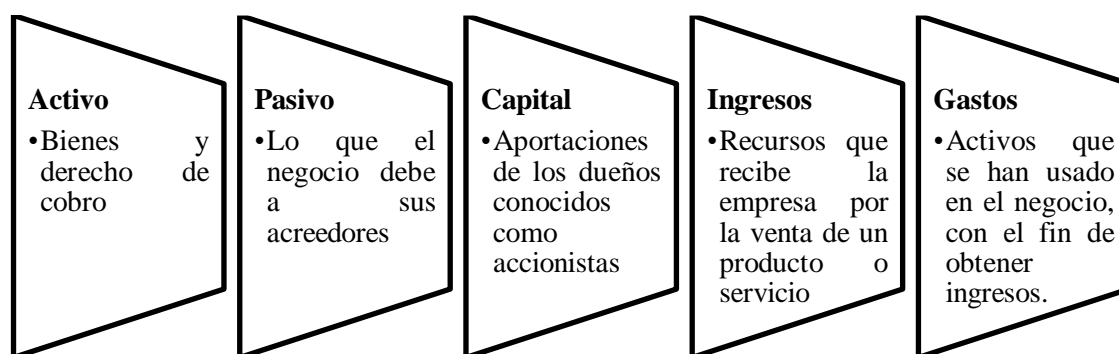 Activo
•Bienes y
derecho de
cobro
Pasivo
•Lo que el
negocio debe
a sus
acreedores
Capital
•Aportaciones
de los dueños
conocidos
como
accionistas
Ingresos
•Recursos que
recibe la
empresa por
la venta de un
producto o
servicio
Gastos
•Activos que
se han usado
en el negocio,
con el fin de
obtener
ingresos.